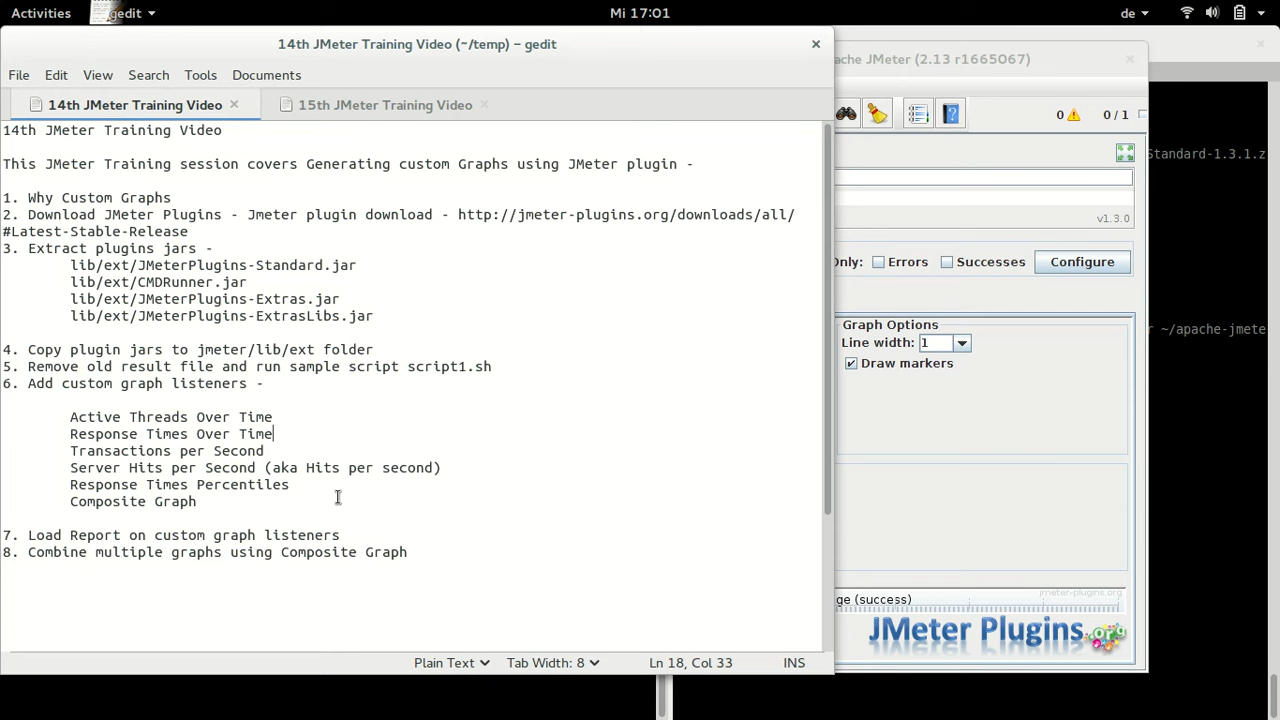 Activities
gedit
Mi 17:01
de
14th JMeter Training Video (~/temp) – gedit
File Edit View Search Tools Documents
14th JMeter Training Video
15th JMeter Training Video
14th JMeter Training Video
This JMeter Training session covers Generating custom Graphs using JMeter plugin -
1. Why Custom Graphs
2. Download JMeter Plugins - Jmeter plugin download - http://jmeter-plugins.org/downloads/all/
#Latest-Stable-Release
3. Extract plugins jars -
lib/ext/JMeterPlugins-Standard.jar
lib/ext/CMDRunner.jar
lib/ext/JMeterPlugins-Extras.jar
lib/ext/JMeterPlugins-ExtrasLibs.jar
4. Copy plugin jars to jmeter/lib/ext folder
5. Remove old result file and run sample script script1.sh
6. Add custom graph listeners -
Active Threads Over Time
Response Times Over Time
Transactions per Second
Server Hits per Second (aka Hits per second)
Response Times Percentiles
Composite Graph
7. Load Report on custom graph listeners
8. Combine multiple graphs using Composite Graph
Plain Text
Tab Width: 8
Ln 18, Col 33
INS
ache JMeter (2.13 r1665067)
0
0 / 1
v1.3.0
Only:
Errors
Successes
Configure
Graph Options
Line width: 1
Draw markers
ge (success)
jmeter-plugins.org
JMeter Plugins.org
Standard-1.3.1.z
r ~/apache-jmete